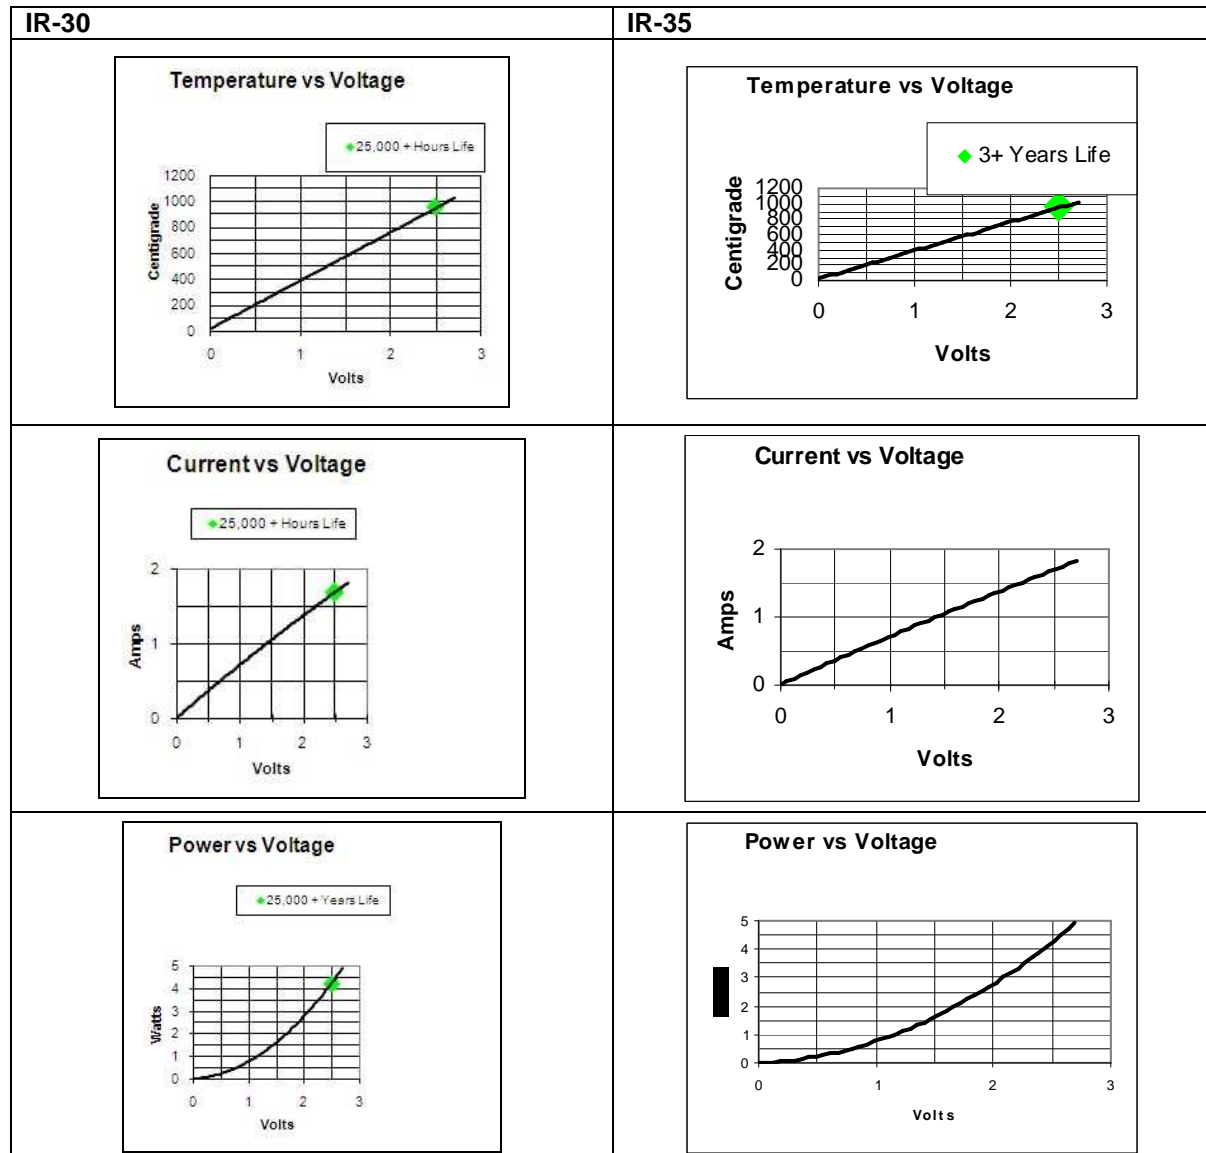 IR-30
IR-35
Temperature vs Voltage
25,000 + Hours Life
1200
1000
800
600
400
200
0
Centigrade
0 1 2 3
Volts
Temperature vs Voltage
3+ Years Life
1200
1000
800
600
400
200
0
Centigrade
0 1 2 3
Volts
Current vs Voltage
25,000 + Hours Life
2
1
0
Amps
0 1 2 3
Volts
Current vs Voltage
2
1
0
Amps
0 1 2 3
Volts
Power vs Voltage
25,000 + Years Life
5
4
3
2
1
0
Watts
0 1 2 3
Volts
Power vs Voltage
5
4
3
2
1
0
0 1 2 3
Volts